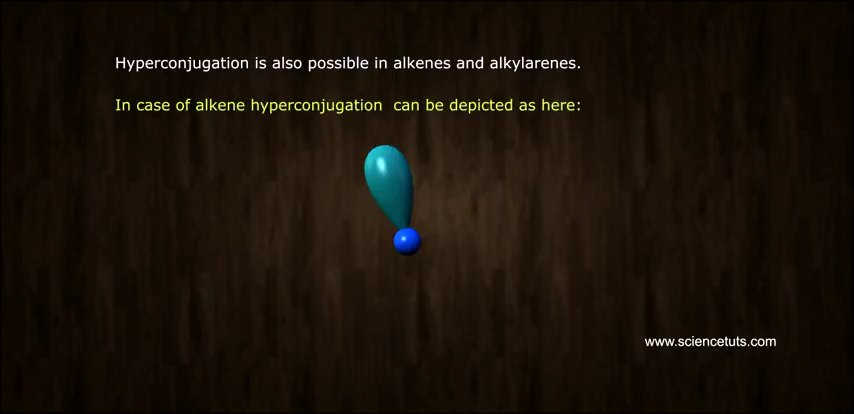 Hyperconjugation is also possible in alkenes and alkylarenes.
In case of alkene hyperconjugation  can be depicted as here:
www.sciencetuts.com